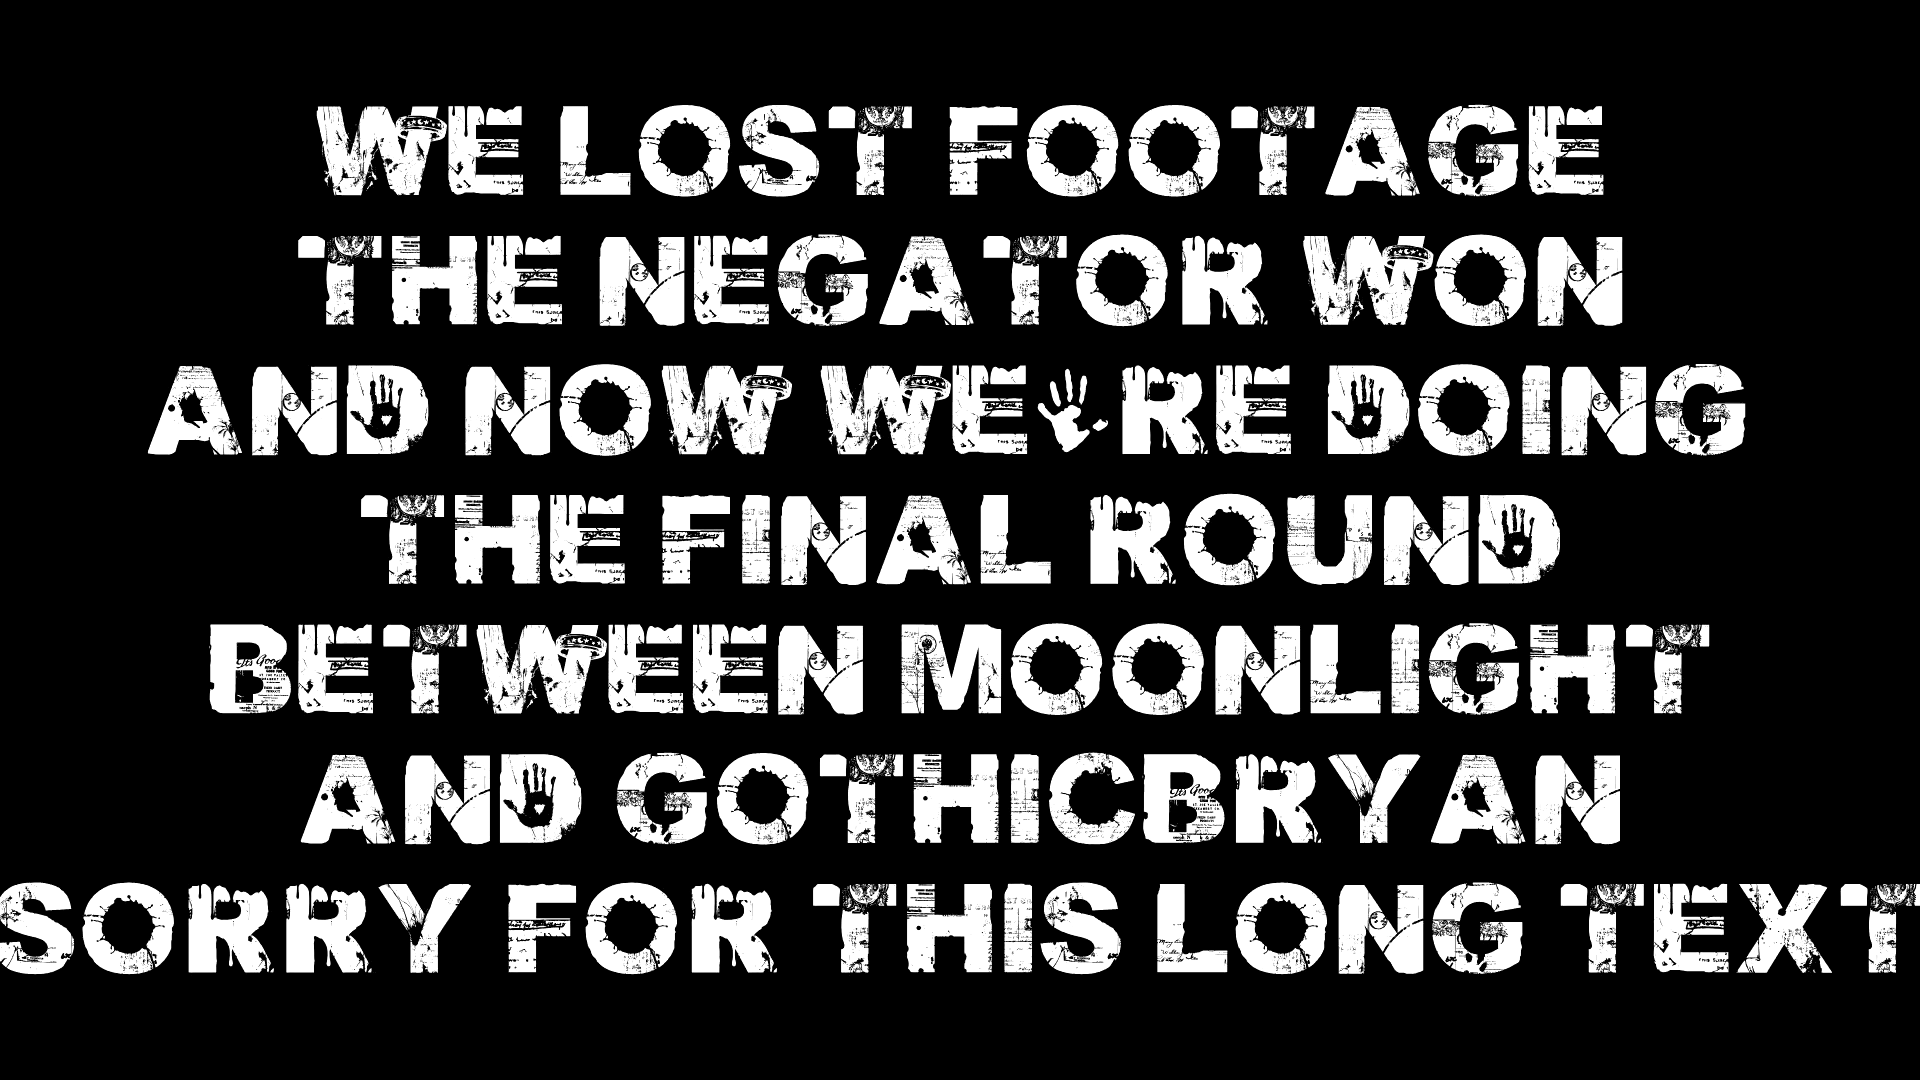 WE LOST FOOTAGE
THE NEGATOR WON
AND NOW WE'RE DOING
THE FINAL ROUND
BETWEEN MOONLIGHT
AND GOTHICBRYAN
SORRY FOR THIS LONG TEXT